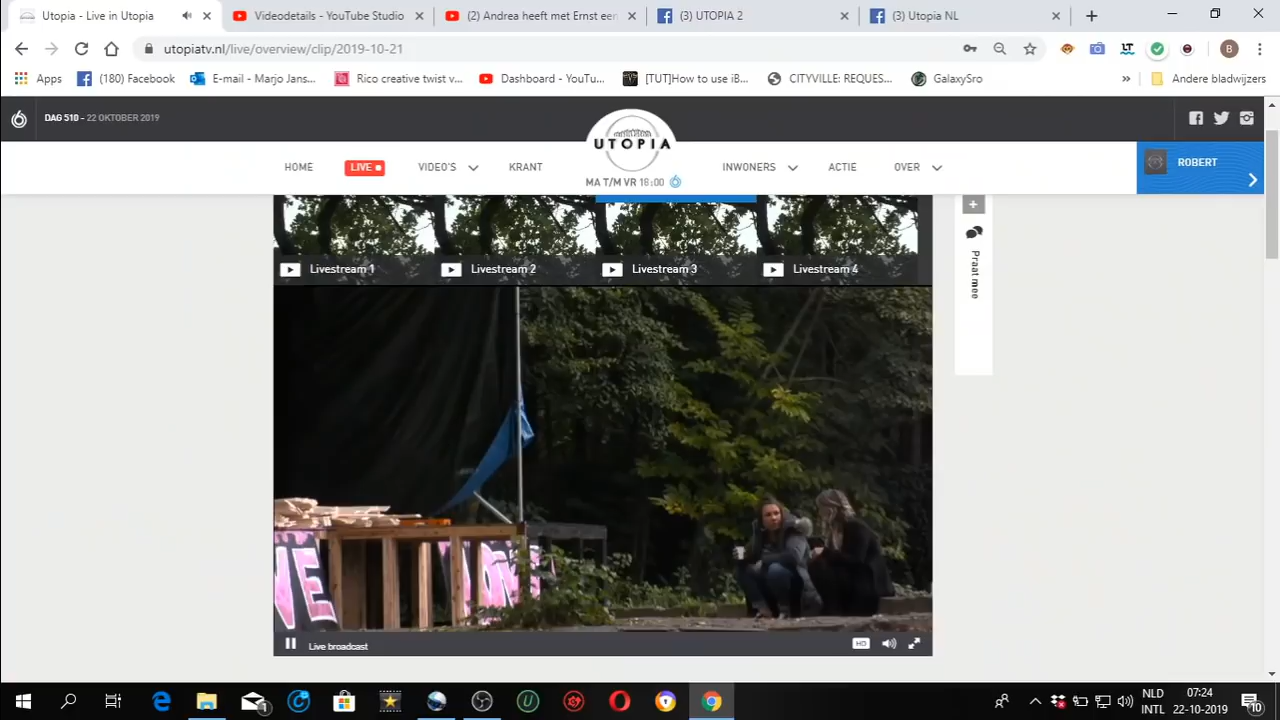 Utopia - Live in Utopia
Videodetails - YouTube Studio
(2) Andrea heeft met Ernst een
(3) UTOPIA 2
(3) Utopia NL
utopiatv.nl/live/overview/clip/2019-10-21
B
Apps
(180) Facebook
E-mail - Marjo Jans...
Rico creative twist v...
Dashboard - YouTu...
[TUT]How to use iB...
CITYVILLE: REQUES...
GalaxySro
»
Andere bladwijzers
DAG 510 - 22 OKTOBER 2019
HOME
LIVE
VIDEO'S
KRANT
UTOPIA
MA T/M VR 18:00
INWONERS
ACTIE
OVER
ROBERT
Livestream 1
Livestream 2
Livestream 3
Livestream 4
Praat mee
Live broadcast
HD
NLD
INTL
07:24
22-10-2019
10